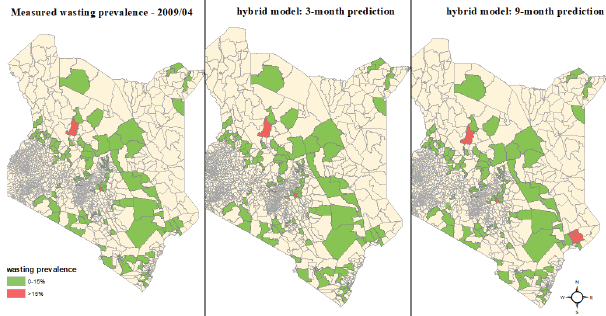 Measured wasting prevalence - 2009/04
hybrid model: 3-month prediction
hybrid model: 9-month prediction
wasting prevalence
0-15%
>15%
N
W E
S